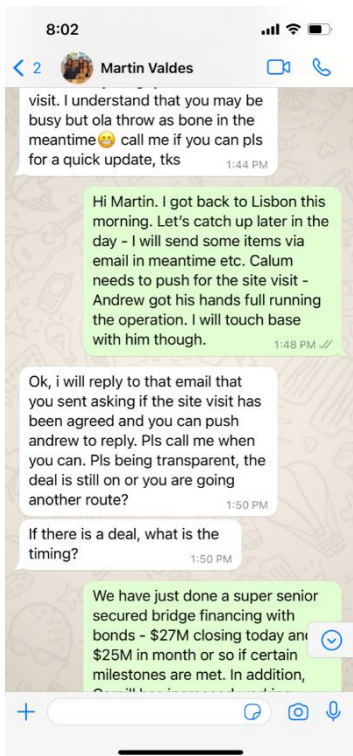 8:02
2 Martin Valdes
visit. I understand that you may be
busy but ola throw as bone in the
meantime😬 call me if you can pls
for a quick update, tks
1:44 PM
Hi Martin. I got back to Lisbon this
morning. Let’s catch up later in the
day - I will send some items via
email in meantime etc. Calum
needs to push for the site visit -
Andrew got his hands full running
the operation. I will touch base
with him though.
1:48 PM
Ok, i will reply to that email that
you sent asking if the site visit has
been agreed and you can push
andrew to reply. Pls call me when
you can. Pls being transparent, the
deal is still on or you are going
another route?
1:50 PM
If there is a deal, what is the
timing?
1:50 PM
We have just done a super senior
secured bridge financing with
bonds - $27M closing today and
$25M in month or so if certain
milestones are met. In addition,